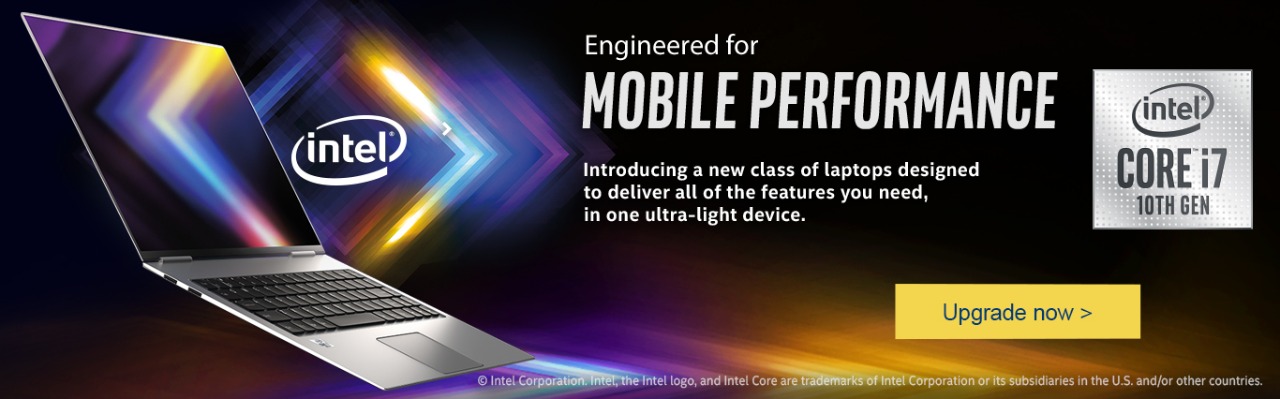 intel
Engineered for
MOBILE PERFORMANCE
Introducing a new class of laptops designed
to deliver all of the features you need,
in one ultra-light device.
intel
CORE™ i7
10TH GEN
Upgrade now >
© Intel Corporation. Intel, the Intel logo, and Intel Core are trademarks of Intel Corporation or its subsidiaries in the U.S. and/or other countries.